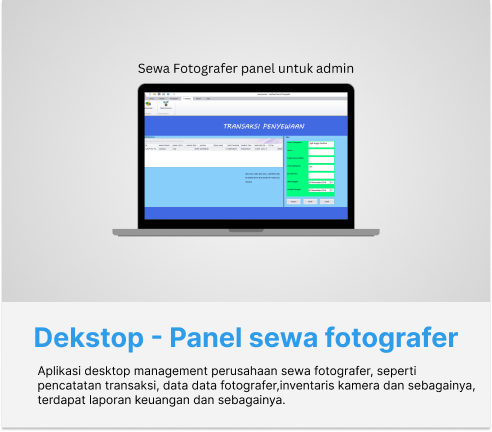 Sewa Fotografer panel untuk admin
TRANSAKSI PENYEWAAN
Dekstop - Panel sewa fotografer
Aplikasi desktop management perusahaan sewa fotografer, seperti
pencatatan transaksi, data data fotografer,inventaris kamera dan sebagainya,
terdapat laporan keuangan dan sebagainya.